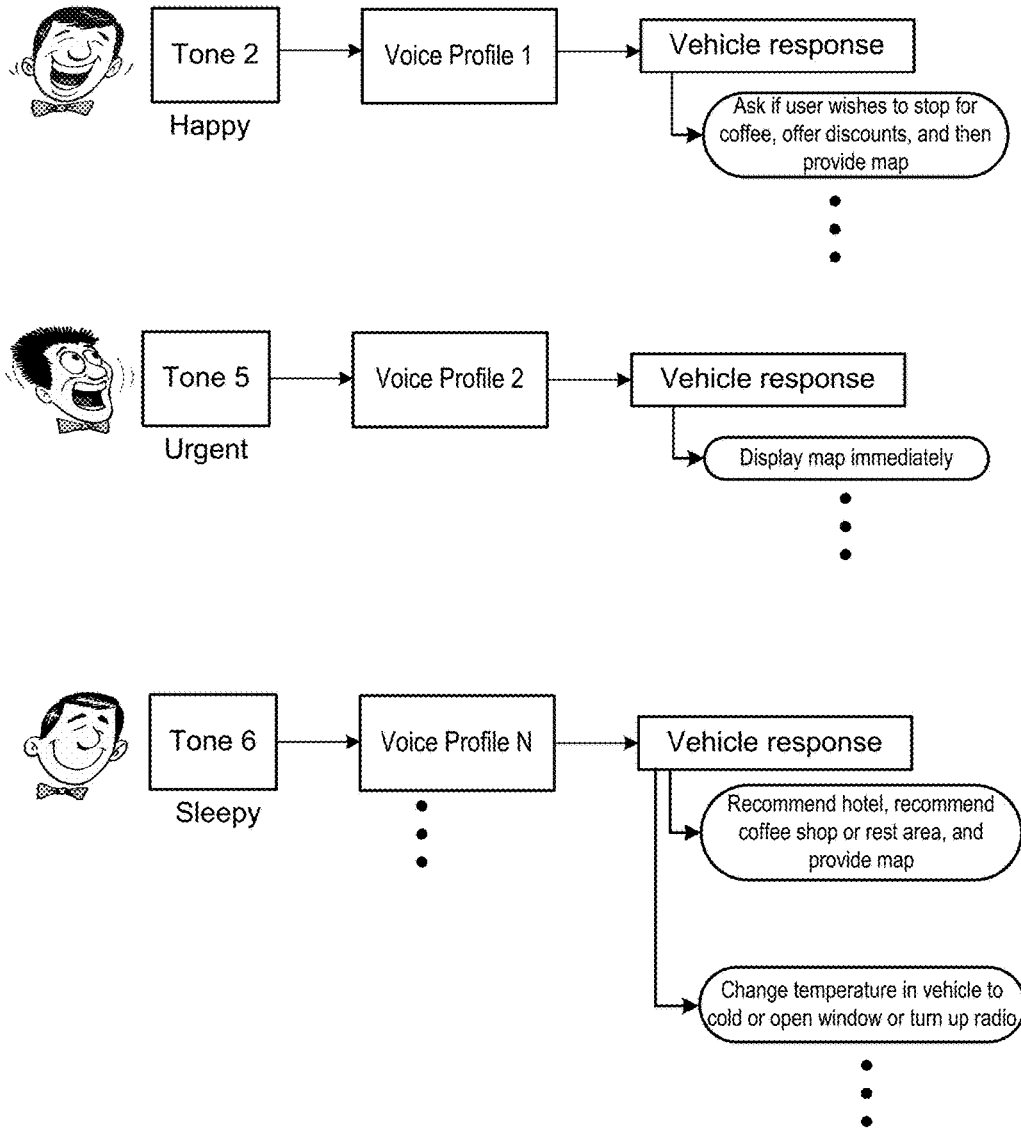 Tone 2
Happy
Voice Profile 1
Vehicle response
Ask if user wishes to stop for
coffee, offer discounts, and then
provide map
Tone 5
Urgent
Voice Profile 2
Vehicle response
Display map immediately
Tone 6
Sleepy
Voice Profile N
Vehicle response
Recommend hotel, recommend
coffee shop or rest area, and
provide map
Change temperature in vehicle to
cold or open window or turn up radio